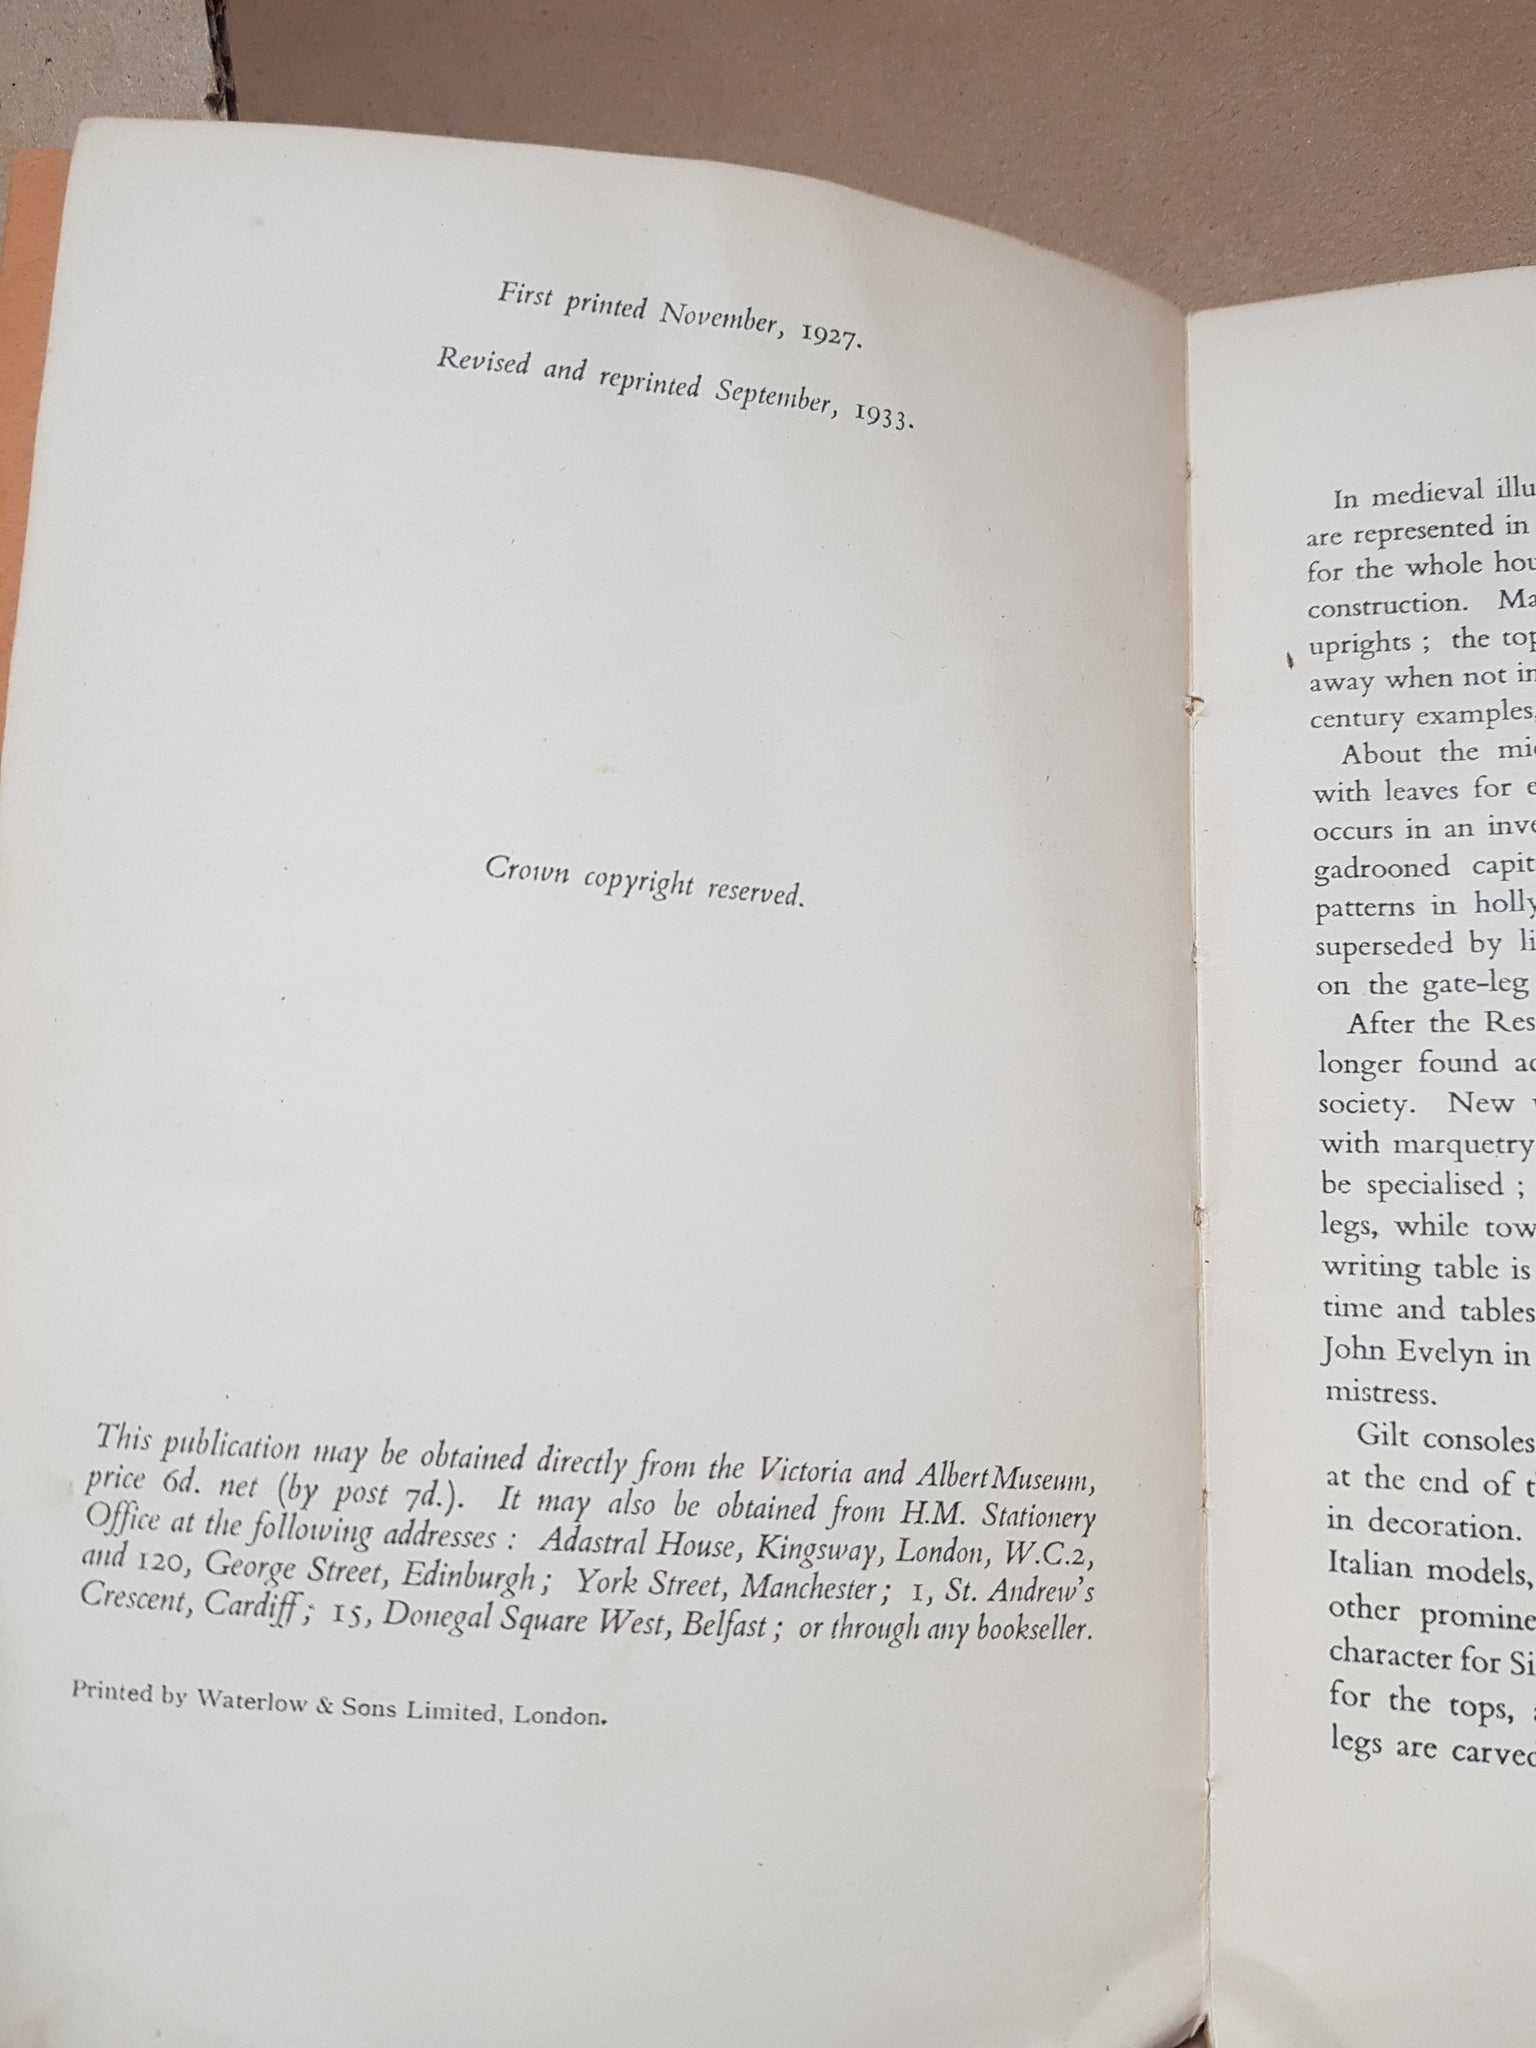 First printed November, 1927.
Revised and reprinted September, 1933.
Crown copyright reserved.
This publication may be obtained directly from the Victoria and Albert Museum,
price 6d. net (by post 7d.). It may also be obtained from H.M. Stationery
Office at the following addresses : Adastral House, Kingsway, London, W.C.2,
and 120, George Street, Edinburgh ; York Street, Manchester ; 1, St. Andrew's
Crescent, Cardiff ; 15, Donegal Square West, Belfast ; or through any bookseller.
Printed by Waterlow & Sons Limited, London.
In medieval illu
are represented in
for the whole hou
construction. Ma
uprights ; the top
away when not in
century examples,
About the mid
with leaves for e
occurs in an inve
gadrooned capit
patterns in holly
superseded by li
on the gate-leg
After the Res
longer found ad
society. New w
with marquetry
be specialised ;
legs, while tow
writing table is
time and tables
John Evelyn in
mistress.
Gilt consoles
at the end of t
in decoration.
Italian models,
other promine
character for Si
for the tops, a
legs are carved